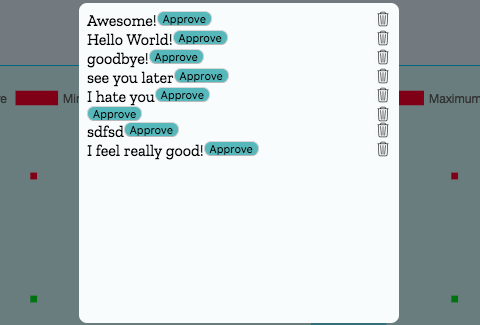 Awesome! Approve
Hello World! Approve
goodbye! Approve
see you later Approve
I hate you Approve
Approve
sdfsd Approve
I feel really good! Approve
Maximum